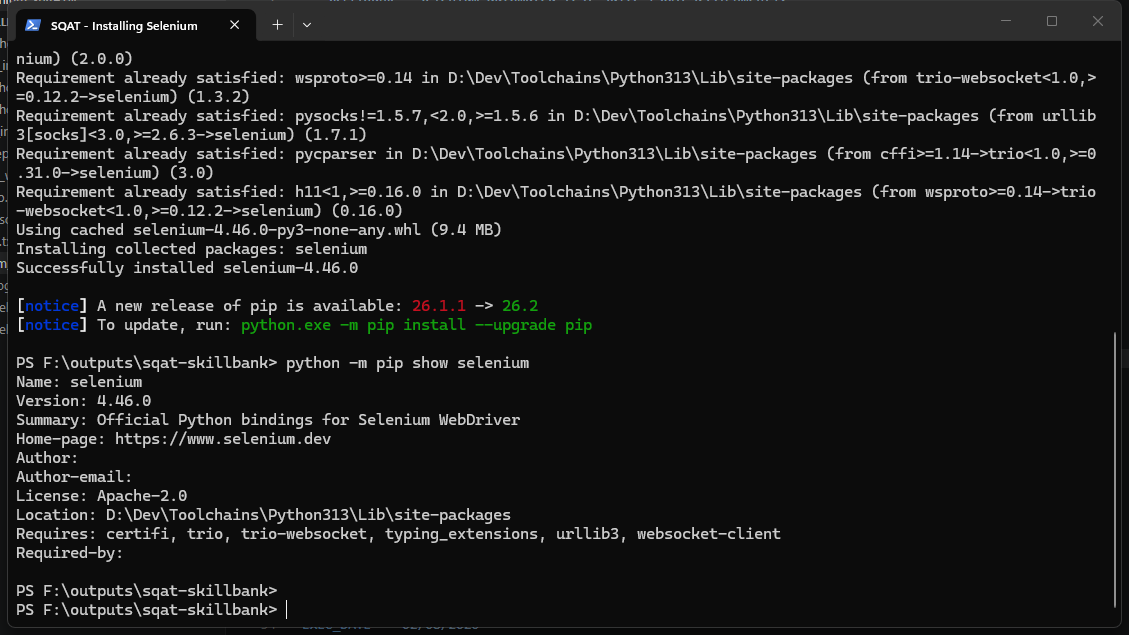 SQAT - Installing Selenium
nium) (2.0.0)
Requirement already satisfied: wsproto>=0.14 in D:\Dev\Toolchains\Python313\Lib\site-packages (from trio-websocket<1.0,>
=0.12.2->selenium) (1.3.2)
Requirement already satisfied: pysocks!=1.5.7,<2.0,>=1.5.6 in D:\Dev\Toolchains\Python313\Lib\site-packages (from urllib
3[socks]<3.0,>=2.6.3->selenium) (1.7.1)
Requirement already satisfied: pycparser in D:\Dev\Toolchains\Python313\Lib\site-packages (from cffi>=1.14->trio<1.0,>=0
.31.0->selenium) (3.0)
Requirement already satisfied: h11<1,>=0.16.0 in D:\Dev\Toolchains\Python313\Lib\site-packages (from wsproto>=0.14->trio
-websocket<1.0,>=0.12.2->selenium) (0.16.0)
Using cached selenium-4.46.0-py3-none-any.whl (9.4 MB)
Installing collected packages: selenium
Successfully installed selenium-4.46.0
[notice] A new release of pip is available: 26.1.1 -> 26.2
[notice] To update, run: python.exe -m pip install --upgrade pip
PS F:\outputs\sqat-skillbank> python -m pip show selenium
Name: selenium
Version: 4.46.0
Summary: Official Python bindings for Selenium WebDriver
Home-page: https://www.selenium.dev
Author:
Author-email:
License: Apache-2.0
Location: D:\Dev\Toolchains\Python313\Lib\site-packages
Requires: certifi, trio, trio-websocket, typing_extensions, urllib3, websocket-client
Required-by:
PS F:\outputs\sqat-skillbank>
PS F:\outputs\sqat-skillbank>